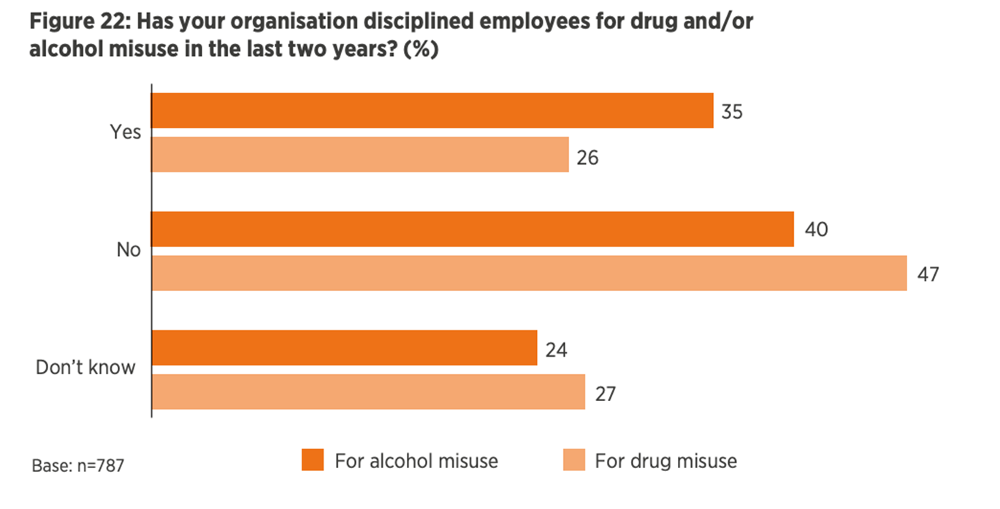 Figure 22: Has your organisation disciplined employees for drug and/or
alcohol misuse in the last two years? (%)
Yes
35
26
No
40
47
Don’t know
24
27
Base: n=787
For alcohol misuse
For drug misuse